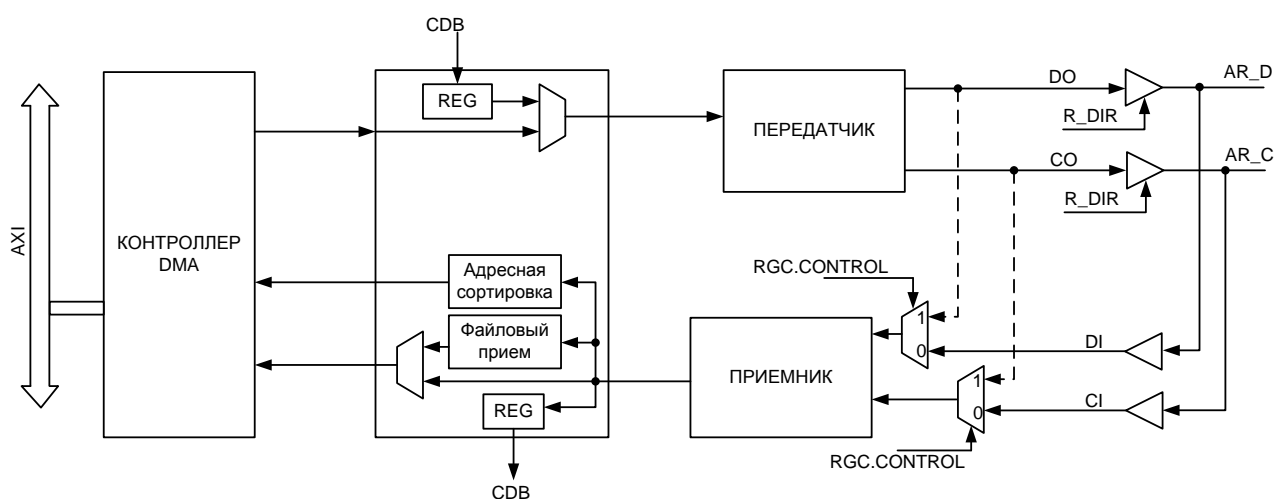 CDB
REG
DO
AR_D
R_DIR
ПЕРЕДАТЧИК
CO
AR_C
R_DIR
AXI
КОНТРОЛЛЕР
DMA
Адресная
сортировка
RGC.CONTROL
Файловый
прием
1
0
DI
ПРИЕМНИК
1
0
CI
REG
RGC.CONTROL
CDB